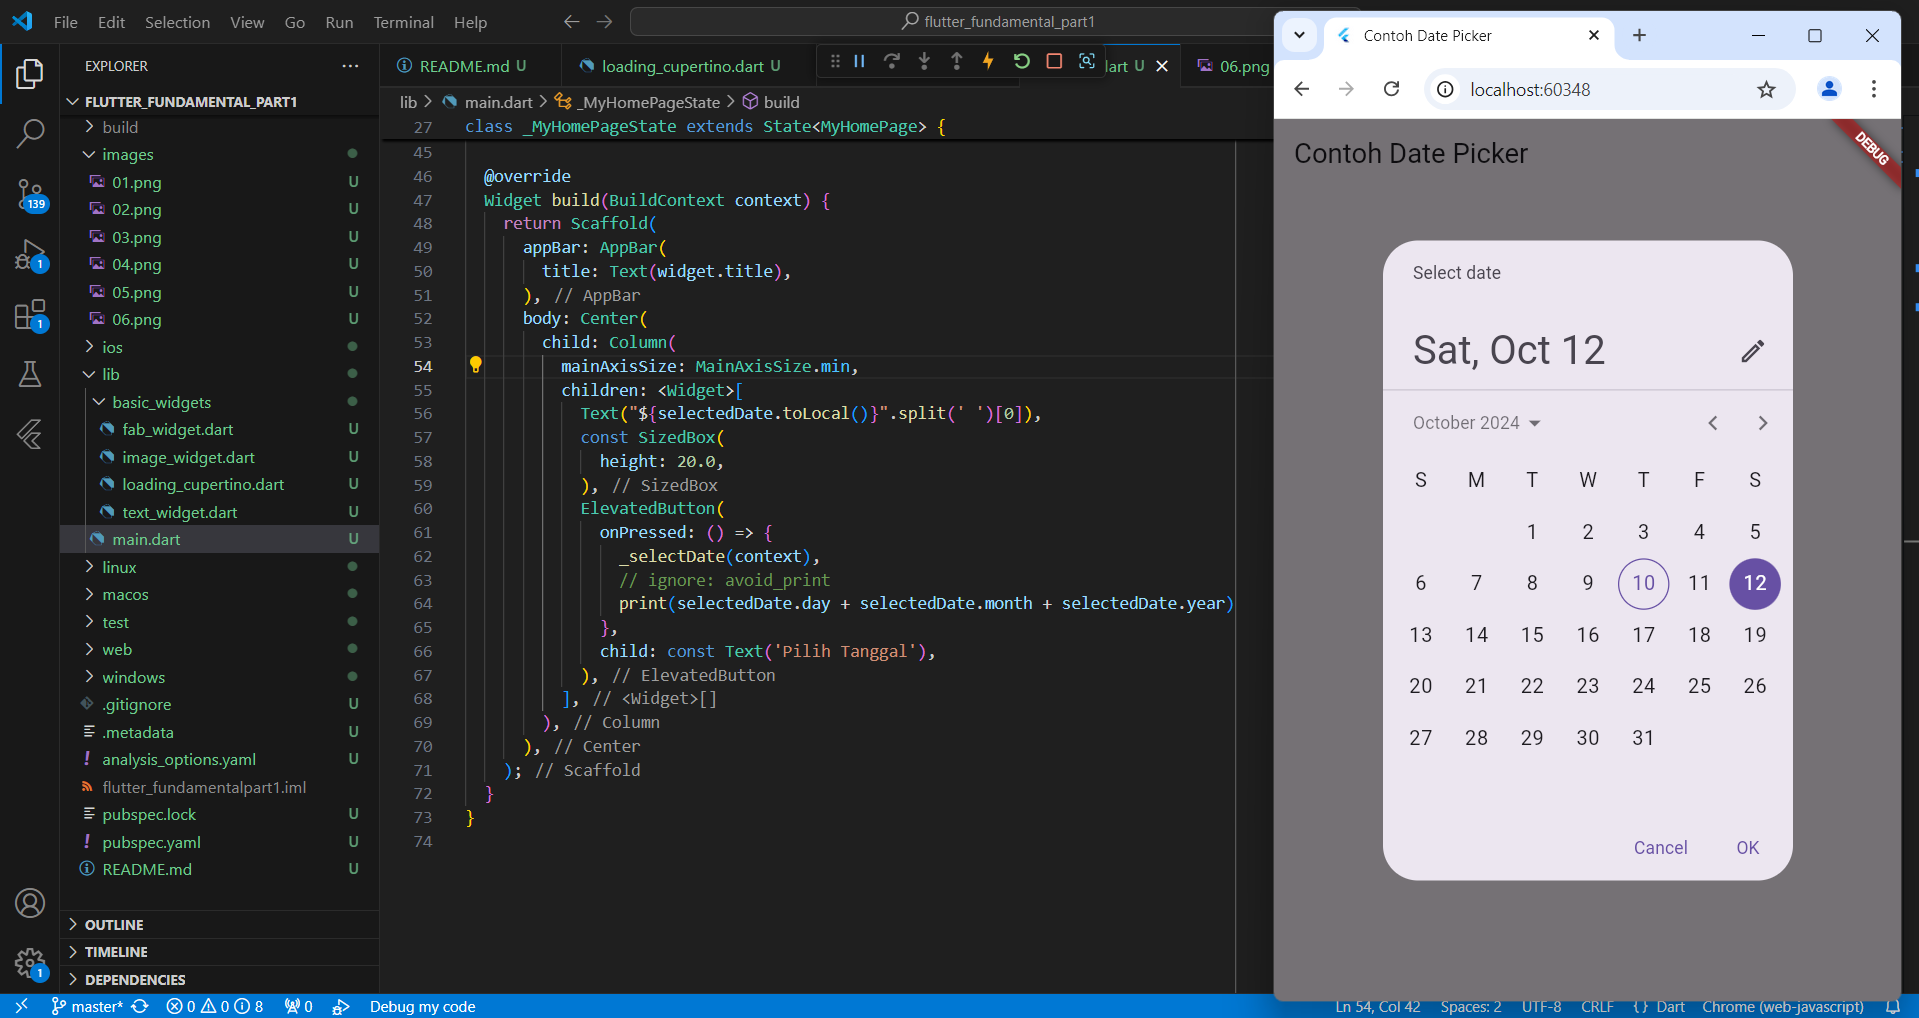 File Edit Selection View Go Run Terminal Help
flutter_fundamental_part1
EXPLORER
FLUTTER_FUNDAMENTAL_PART1
build
images
01.png U
02.png U
03.png U
04.png U
05.png U
06.png U
ios
lib
basic_widgets
fab_widget.dart U
image_widget.dart U
loading_cupertino.dart U
text_widget.dart U
main.dart U
linux
macos
test
web
windows
.gitignore U
.metadata U
analysis_options.yaml U
flutter_fundamentalpart1.iml
pubspec.lock U
pubspec.yaml U
README.md U
OUTLINE
TIMELINE
DEPENDENCIES
139
1
1
1
README.md U
loading_cupertino.dart U
lart U
06.png
lib > main.dart > _MyHomePageState > build
27 class _MyHomePageState extends State<MyHomePage> {
45
46 @override
47 Widget build(BuildContext context) {
48 return Scaffold(
49 appBar: AppBar(
50 title: Text(widget.title),
51 ), // AppBar
52 body: Center(
53 child: Column(
54 mainAxisSize: MainAxisSize.min,
55 children: <Widget>[
56 Text("${selectedDate.toLocal()}".split(' ')[0]),
57 const SizedBox(
58 height: 20.0,
59 ), // SizedBox
60 ElevatedButton(
61 onPressed: () => {
62 _selectDate(context),
63 // ignore: avoid_print
64 print(selectedDate.day + selectedDate.month + selectedDate.year)
65 },
66 child: const Text('Pilih Tanggal'),
67 ), // ElevatedButton
68 ], // <Widget>[]
69 ), // Column
70 ), // Center
71 ); // Scaffold
72 }
73 }
74
Contoh Date Picker
localhost:60348
Contoh Date Picker
DEBUG
Select date
Sat, Oct 12
October 2024
S M T W T F S
1 2 3 4 5
6 7 8 9 10 11 12
13 14 15 16 17 18 19
20 21 22 23 24 25 26
27 28 29 30 31
Cancel OK
master* 0 0 8 0 Debug my code
Ln 54, Col 42 Spaces: 2 UTF-8 CRLF {} Dart Chrome (web-javascript)